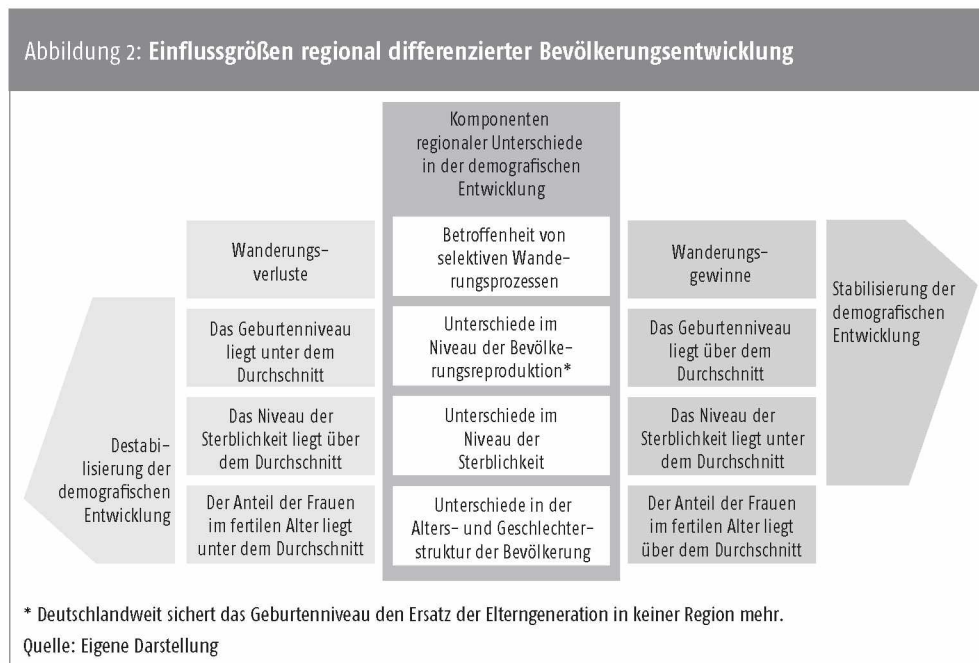 Abbildung 2: Einflussgrößen regional differenzierter Bevölkerungsentwicklung
Komponenten
regionaler Unterschiede
in der demografischen
Entwicklung
Wanderungs-
verluste
Betroffenheit von
selektiven Wande-
rungsprozessen
Wanderungs-
gewinne
Das Geburtenniveau
liegt unter dem
Durchschnitt
Unterschiede im
Niveau der Bevölke-
rungsreproduktion*
Das Geburtenniveau
liegt über dem
Durchschnitt
Stabilisierung der
demografischen
Entwicklung
Destabi-
lisierung der
demografischen
Entwicklung
Das Niveau der
Sterblichkeit liegt über
dem Durchschnitt
Unterschiede im
Niveau der
Sterblichkeit
Das Niveau der
Sterblichkeit liegt unter
dem Durchschnitt
Der Anteil der Frauen
im fertilen Alter liegt
unter dem Durchschnitt
Unterschiede in der
Alters- und Geschlechter-
struktur der Bevölkerung
Der Anteil der Frauen
im fertilen Alter liegt
über dem Durchschnitt
* Deutschlandweit sichert das Geburtenniveau den Ersatz der Elterngeneration in keiner Region mehr.
Quelle: Eigene Darstellung